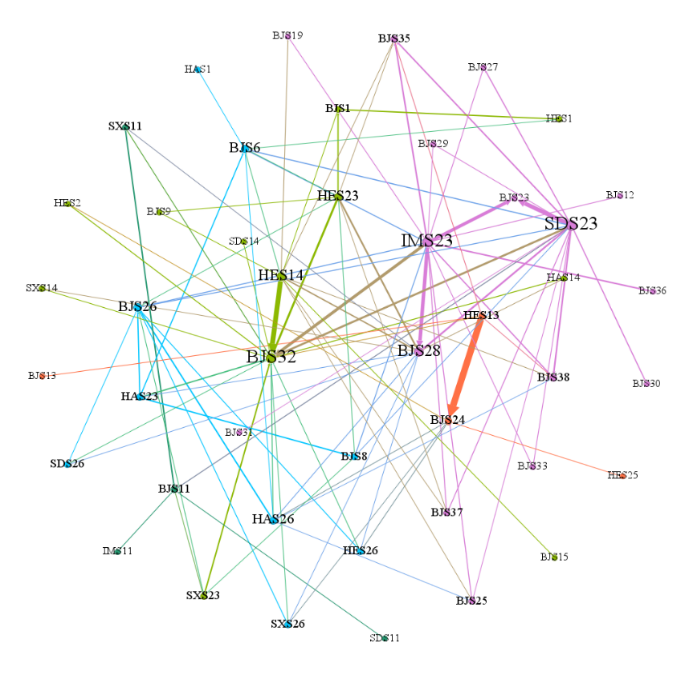 BJS19
BJS35
HAS1
BJS27
BJS1
HES1
SXS11
BJS6
BJS29
HES23
BJS23
BJS12
HES2
BJS9
SDS23
SDS14
IMS23
HES14
HAS14
SXS14
BJS36
BJS26
HES13
BJS32
BJS28
BJS13
BJS38
BJS30
HAS23
BJS24
BJS31
SDS26
BJS8
BJS33
HES25
BJS11
BJS37
HAS26
IMS11
HES26
BJS15
SXS23
BJS25
SXS26
SDS11